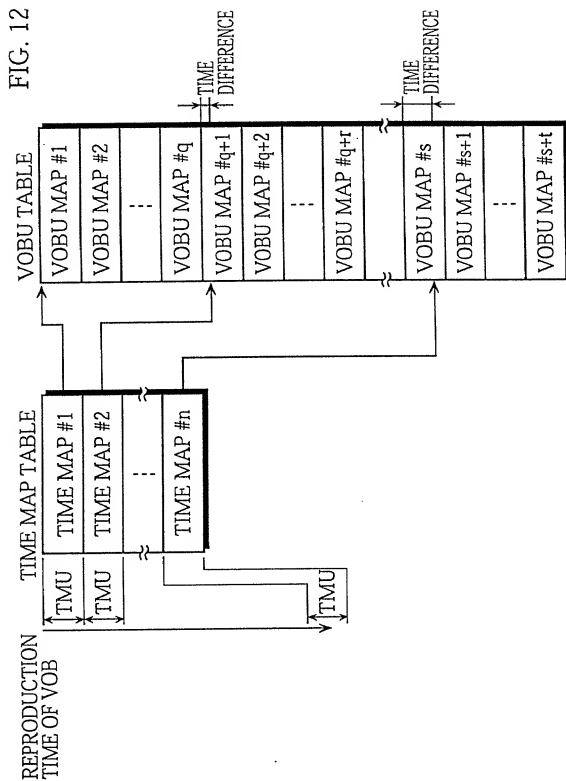 FIG. 12
REPRODUCTION
TIME OF VOB
TMU
TMU
TMU
TIME MAP TABLE
TIME MAP #1
TIME MAP #2
----
TIME MAP #n
VOBU TABLE
VOBU MAP #1
VOBU MAP #2
----
VOBU MAP #q
VOBU MAP #q+1
VOBU MAP #q+2
----
VOBU MAP #q+r
VOBU MAP #s
VOBU MAP #s+1
----
VOBU MAP #s+t
TIME
DIFFERENCE
TIME
DIFFERENCE